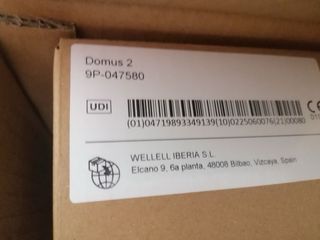 Domus 2
9P-047580
UDI
(01)04719893349139(10)0225060076(21)00080
WELLELL IBERIA S.L.
Elcano 9, 6a planta, 48008 Bilbao, Vizcaya, Spain